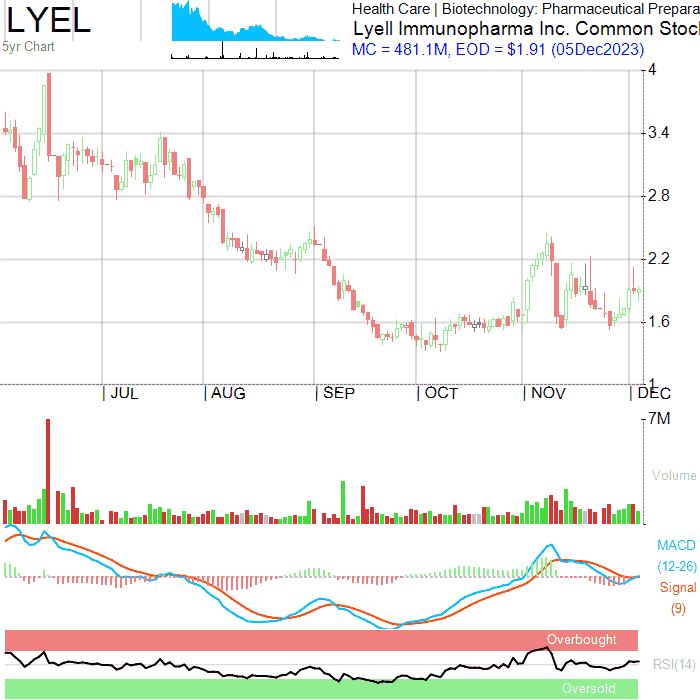 LYEL
5yr Chart
Health Care | Biotechnology: Pharmaceutical Prepara
Lyell Immunopharma Inc. Common Stoc
MC = 481.1M, EOD = $1.91 (05Dec2023)
4
3.4
2.8
2.2
1.6
1
| JUL | AUG | SEP | OCT | NOV | DEC
7M
Volume
MACD
(12-26)
Signal
(9)
Overbought
RSI(14)
Oversold